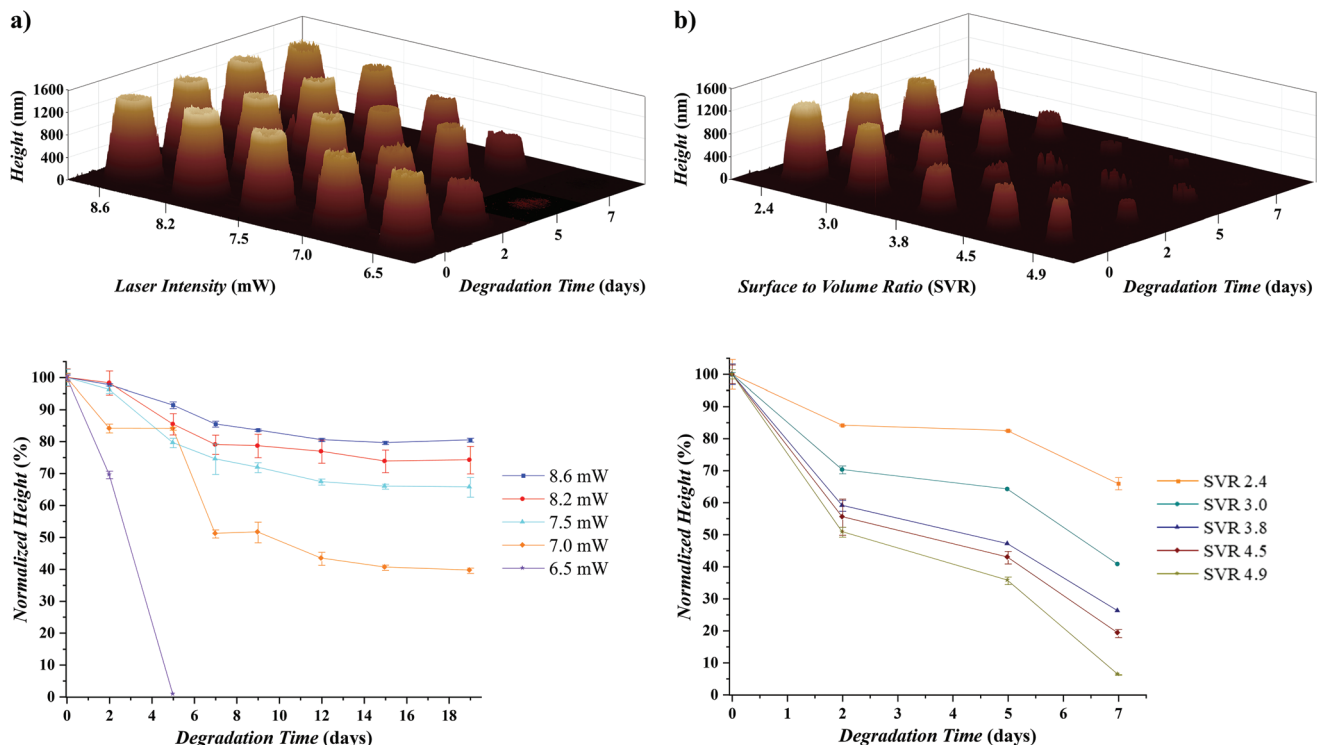 a)
Height (nm)
1600
1200
800
400
0
8.6
8.2
7.5
7.0
6.5
Laser Intensity (mW)
0
2
5
7
Degradation Time (days)
b)
Height (nm)
1600
1200
800
400
0
2.4
3.0
3.8
4.5
4.9
Surface to Volume Ratio (SVR)
0
2
5
7
Degradation Time (days)
Normalized Height (%)
100
90
80
70
60
50
40
30
20
10
0
0 2 4 6 8 10 12 14 16 18
Degradation Time (days)
8.6 mW
8.2 mW
7.5 mW
7.0 mW
6.5 mW
Normalized Height (%)
100
90
80
70
60
50
40
30
20
10
0
0 1 2 3 4 5 6 7
Degradation Time (days)
SVR 2.4
SVR 3.0
SVR 3.8
SVR 4.5
SVR 4.9